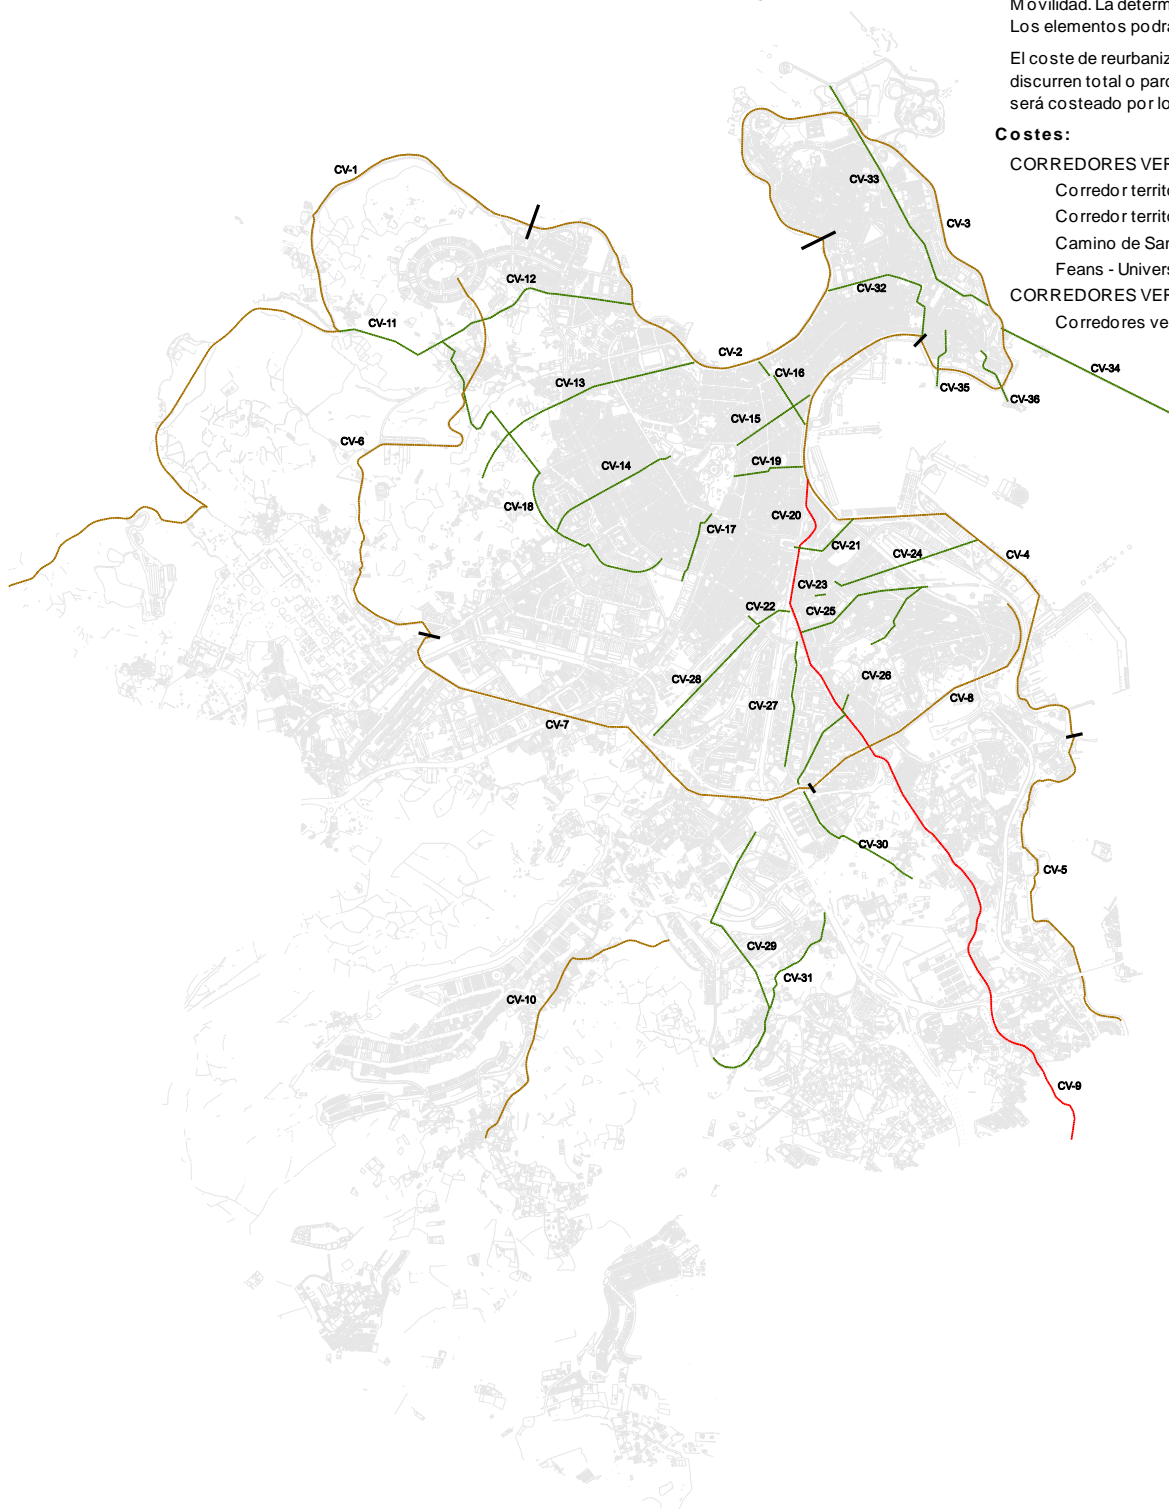 Movilidad. La determ
Los elementos podrá
El coste de reurbaniz
discurren total o parc
será costeado por lo
Costes:
CORREDORES VER
Corredor territo
Corredor territo
Camino de San
Feans - Univers
CORREDORES VER
Corredores ve
CV-1
CV-33
CV-3
CV-12
CV-32
CV-11
CV-2
CV-16
CV-34
CV-13
CV-35
CV-36
CV-15
CV-6
CV-14
CV-19
CV-18
CV-20
CV-17
CV-21
CV-24
CV-4
CV-23
CV-22
CV-25
CV-28
CV-26
CV-8
CV-27
CV-7
CV-30
CV-5
CV-29
CV-31
CV-10
CV-9